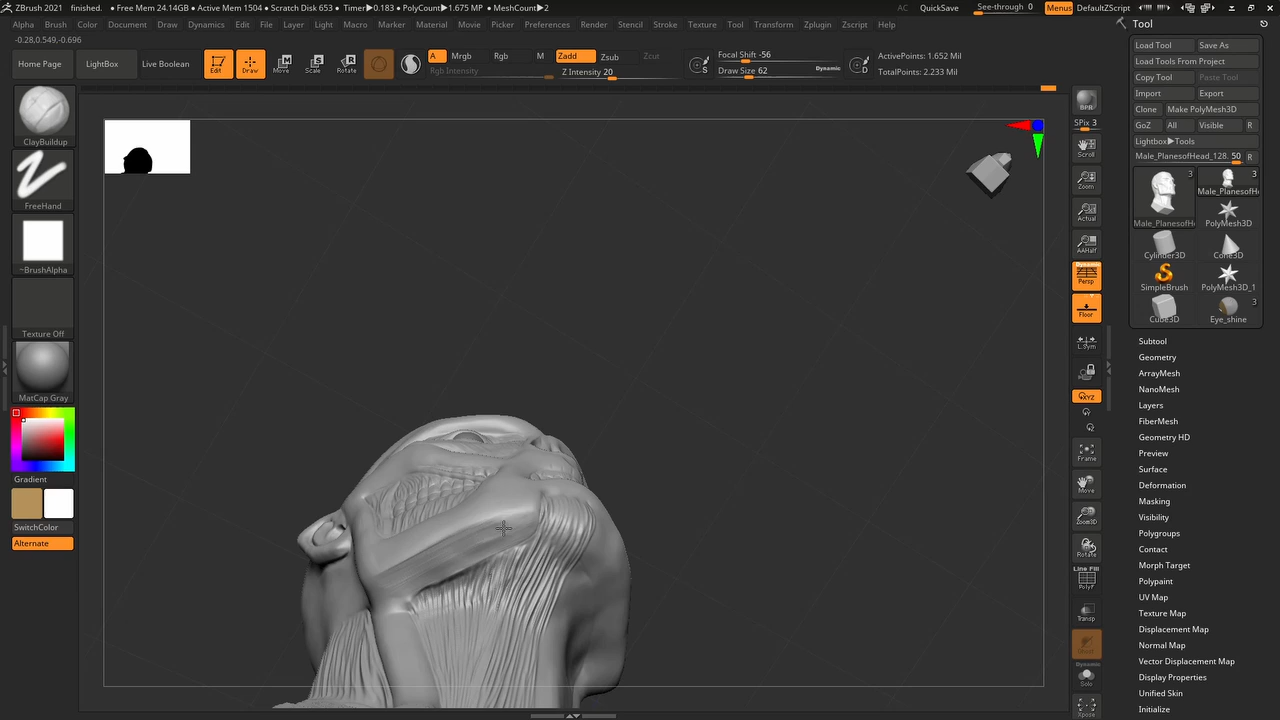 ZBrush 2021 finished. • Free Mem 24.14GB • Active Mem 1504 • Scratch Disk 653 • Timer▶0.183 • PolyCount▶1.675 MP • MeshCount▶2 AC QuickSave See-through 0 Menus DefaultZScript
Alpha Brush Color Document Draw Dynamics Edit File Layer Light Macro Marker Material Movie Picker Preferences Render Stencil Stroke Texture Tool Transform Zplugin Zscript Help
-0.28,0.549,-0.696
Home Page LightBox Live Boolean Edit Draw Move Scale Rotate
A Mrgb Rgb M Zadd Zsub Zcut
Rgb Intensity Z Intensity 20
S Focal Shift -56
Draw Size 62 Dynamic D
ActivePoints: 1.652 Mil
TotalPoints: 2.233 Mil
ClayBuildup
FreeHand
~BrushAlpha
Texture Off
MatCap Gray
Gradient
SwitchColor
Alternate
BPR
SPix 3
Scroll
Zoom
Actual
AAHalf
Dynamic
Persp
Floor
L.Sym
XYZ
Frame
Move
Zoom3D
Rotate
Line Fill
PolyF
Transp
Dynamic
Solo
Xpose
Tool
Load Tool Save As
Load Tools From Project
Copy Tool Paste Tool
Import Export
Clone Make PolyMesh3D
GoZ All Visible R
Lightbox▶Tools
Male_PlanesofHead_128. 50 R
3 3
Male_PlanesofH
Male_PlanesofH PolyMesh3D
Cylinder3D Cone3D
SimpleBrush PolyMesh3D_1
3
Cube3D Eye_shine
Subtool
Geometry
ArrayMesh
NanoMesh
Layers
FiberMesh
Geometry HD
Preview
Surface
Deformation
Masking
Visibility
Polygroups
Contact
Morph Target
Polypaint
UV Map
Texture Map
Displacement Map
Normal Map
Vector Displacement Map
Display Properties
Unified Skin
Initialize